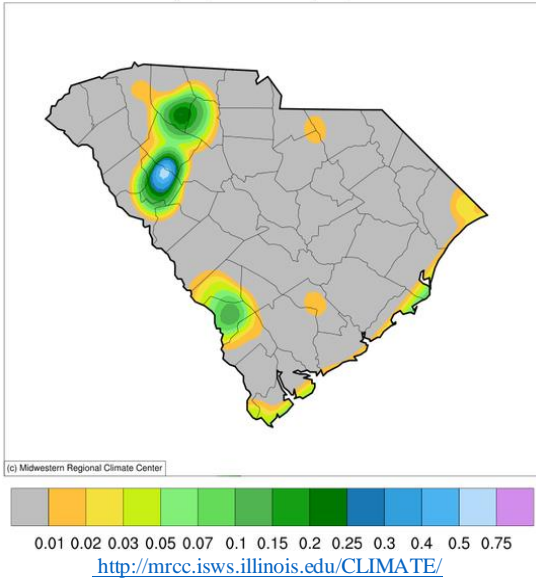 (c) Midwestern Regional Climate Center
0.01 0.02 0.03 0.05 0.07 0.1 0.15 0.2 0.25 0.3 0.4 0.5 0.75
http://mrcc.isws.illinois.edu/CLIMATE/